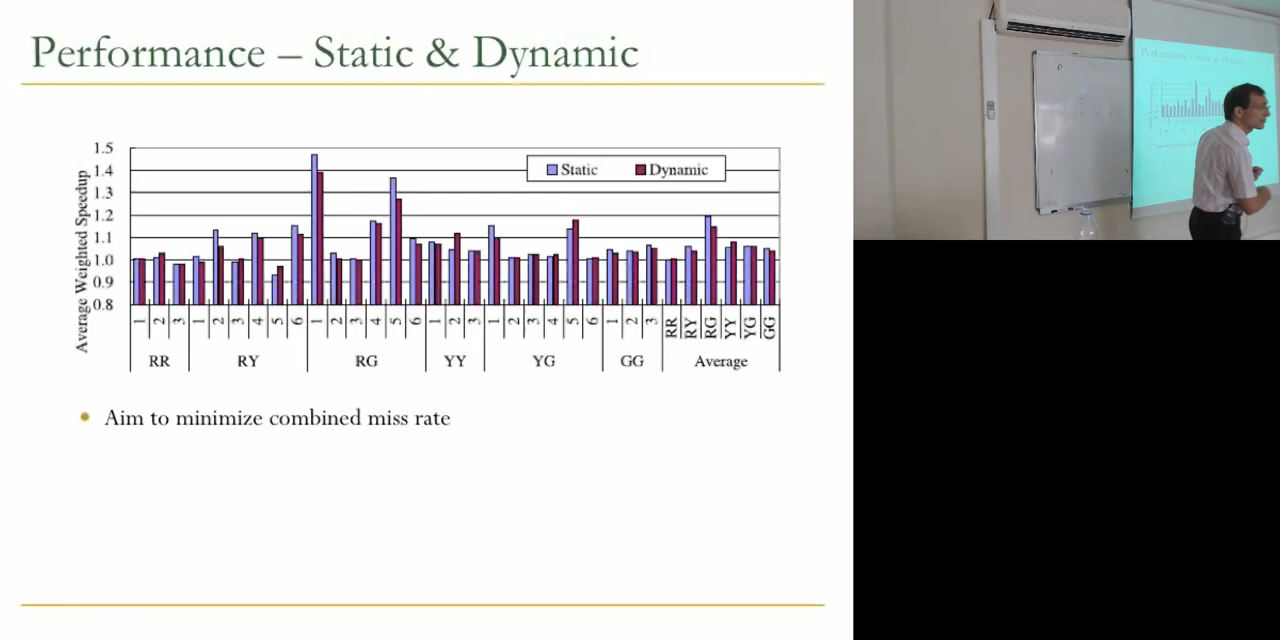 Performance – Static & Dynamic
Average Weighted Speedup
1.5
1.4
1.3
1.2
1.1
1.0
0.9
0.8
Static Dynamic
1 2 3 1 2 3 4 5 6 1 2 3 4 5 6 1 2 3 1 2 3 4 5 6 1 2 3 RR RY RG YY YG GG
RR RY RG YY YG GG Average
Aim to minimize combined miss rate
Performance – Static & Dynamic